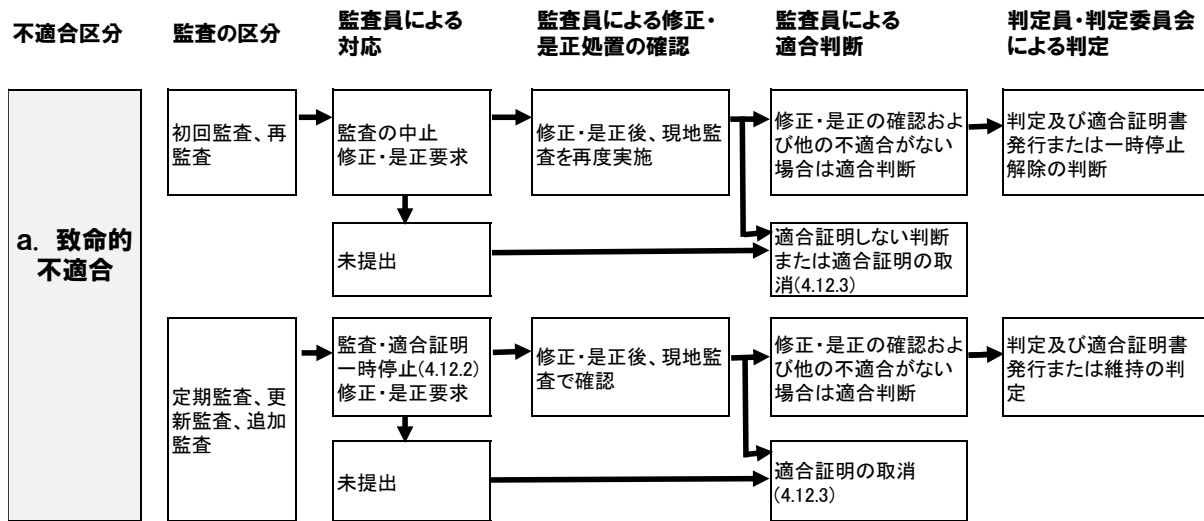 不適合区分
監査の区分
監査員による
対応
監査員による修正・
是正処置の確認
監査員による
適合判断
判定員・判定委員会
による判定
a. 致命的
不適合
初回監査、再
監査
監査の中止
修正・是正要求
修正・是正後、現地監
査を再度実施
修正・是正の確認およ
び他の不適合がない
場合は適合判断
判定及び適合証明書
発行または一時停止
解除の判断
未提出
適合証明しない判断
または適合証明の取
消(4.12.3)
定期監査、更
新監査、追加
監査
監査・適合証明
一時停止(4.12.2)
修正・是正要求
修正・是正後、現地監
査で確認
修正・是正の確認およ
び他の不適合がない
場合は適合判断
判定及び適合証明書
発行または維持の判
定
未提出
適合証明の取消
(4.12.3)